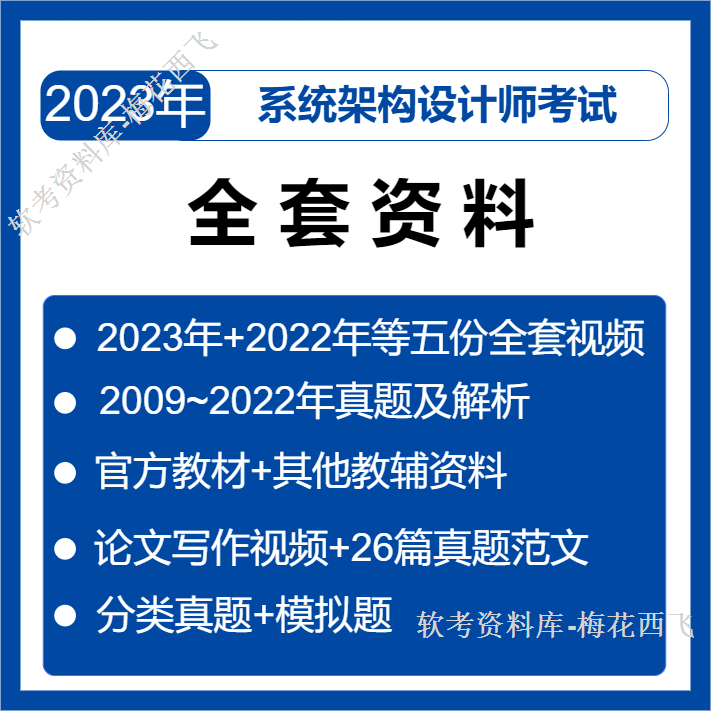 2023年 系统架构设计师考试
全套资料
2023年+2022年等五份全套视频
2009~2022年真题及解析
官方教材+其他教辅资料
论文写作视频+26篇真题范文
分类真题+模拟题
软考资料库-梅花西飞
软考资料库-梅花西飞